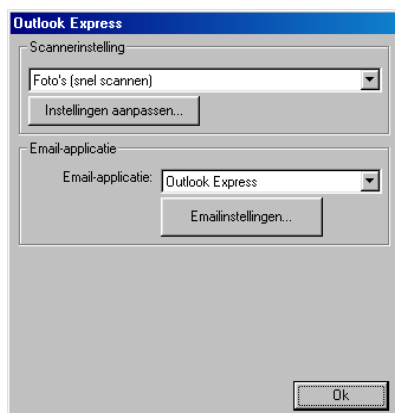 Outlook Express
Scannerinstelling
Foto's (snel scannen)
Instellingen aanpassen...
Email-applicatie
Email-applicatie: Outlook Express
Emailinstellingen...
Ok